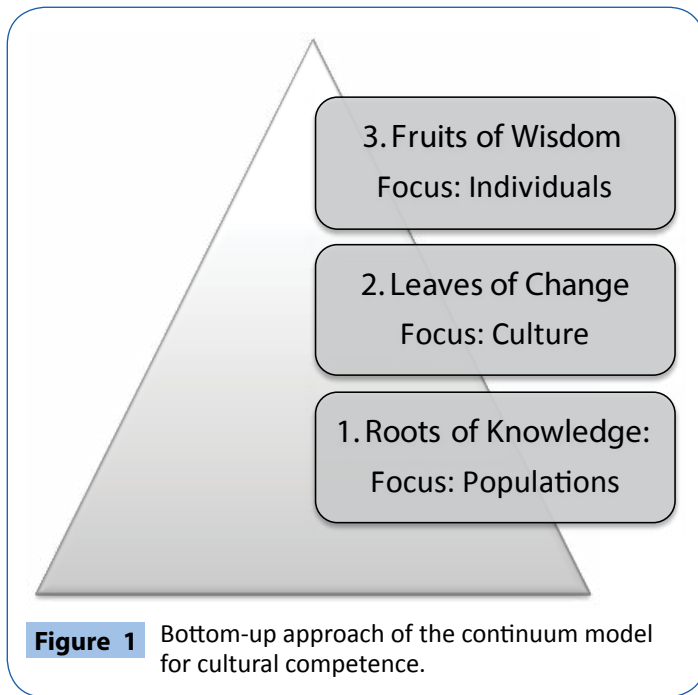 3. Fruits of Wisdom
Focus: Individuals
2. Leaves of Change
Focus: Culture
1. Roots of Knowledge:
Focus: Populations
Figure 1 Bottom-up approach of the continuum model
for cultural competence.